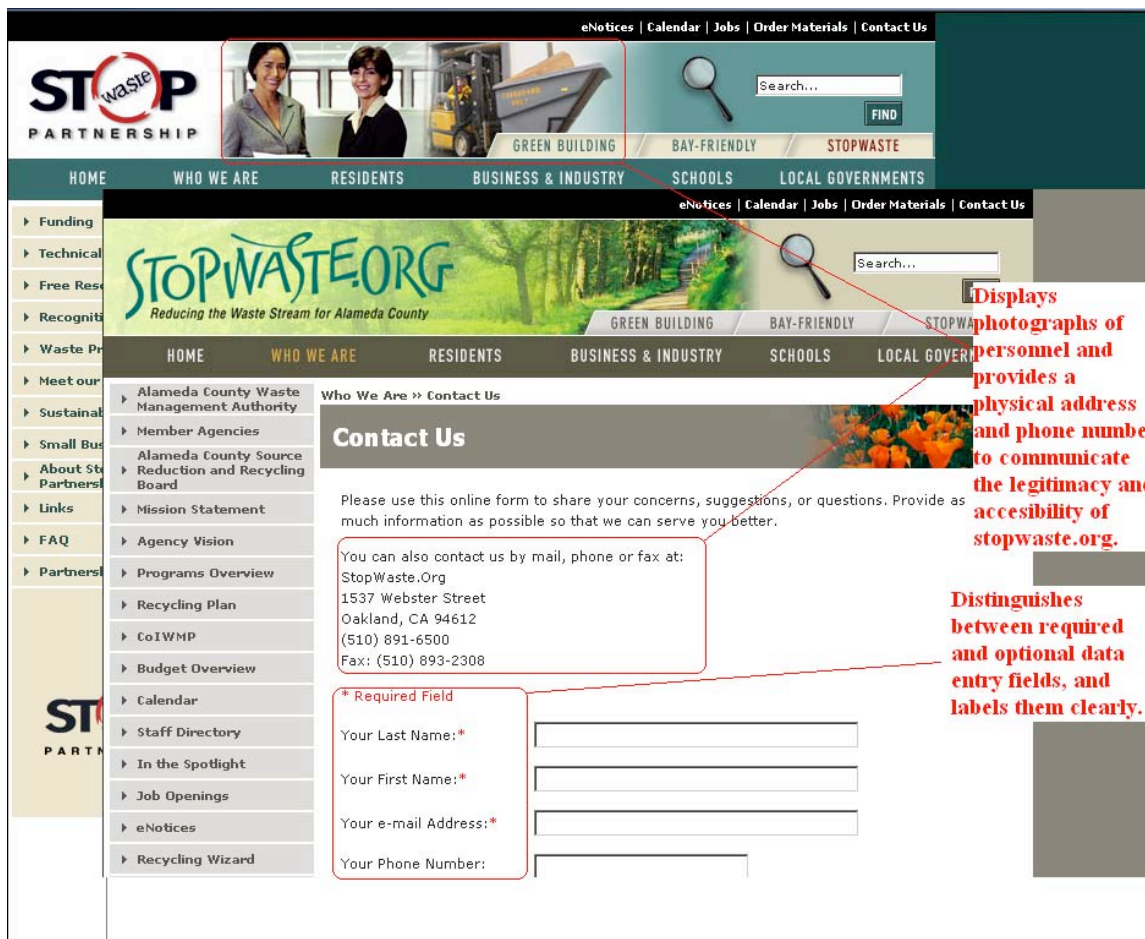 eNotices | Calendar | Jobs | Order Materials | Contact Us
STOP
waste
PARTNERSHIP
Search...
FIND
GREEN BUILDING
BAY-FRIENDLY
STOPWASTE
HOME
WHO WE ARE
RESIDENTS
BUSINESS & INDUSTRY
SCHOOLS
LOCAL GOVERNMENTS
Funding
Technical
Free
Waste
Meet our
Small
About
Links
FAQ
STO
eNotices | Calendar | Jobs | Order Materials | Contact Us
STOPWASTE.ORG
Reducing the Waste Stream for Alameda County
Search...
GREEN BUILDING
BAY-FRIENDLY
STOPWA
HOME
WHO WE ARE
RESIDENTS
BUSINESS & INDUSTRY
SCHOOLS
LOCAL GOVERN
Alameda County Waste
Management Authority
Member Agencies
Alameda County Source
Reduction and Recycling
Board
Mission Statement
Agency Vision
Programs Overview
Recycling Plan
CoIWMP
Budget Overview
Calendar
Staff Directory
In the Spotlight
Job Openings
eNotices
Recycling Wizard
Who We Are » Contact Us
Contact Us
Please use this online form to share your concerns, suggestions, or questions. Provide as
much information as possible so that we can serve you better.
You can also contact us by mail, phone or fax at:
StopWaste.Org
1537 Webster Street
Oakland, CA 94612
(510) 891-6500
Fax: (510) 893-2308
* Required Field
Your Last Name:*
Your First Name:*
Your e-mail Address:*
Your Phone Number:
Displays
photographs of
personnel and
provides a
physical address
and phone numbe
to communicate
the legitimacy and
accesibility of
stopwaste.org.
Distinguishes
between required
and optional data
entry fields, and
labels them clearly.